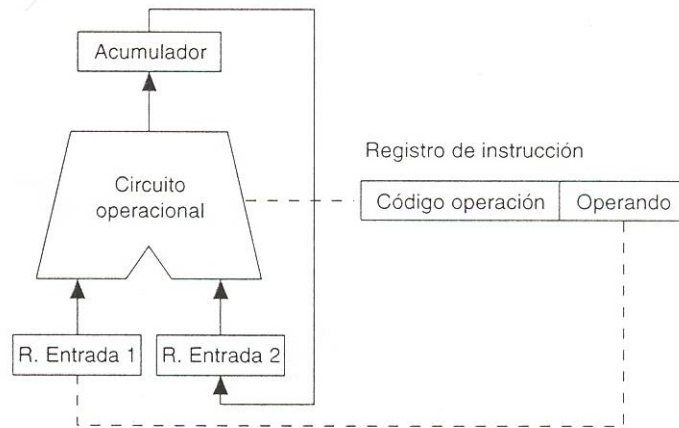 Acumulador
Registro de instrucción
Circuito
operacional
Código operación
Operando
R. Entrada 1
R. Entrada 2